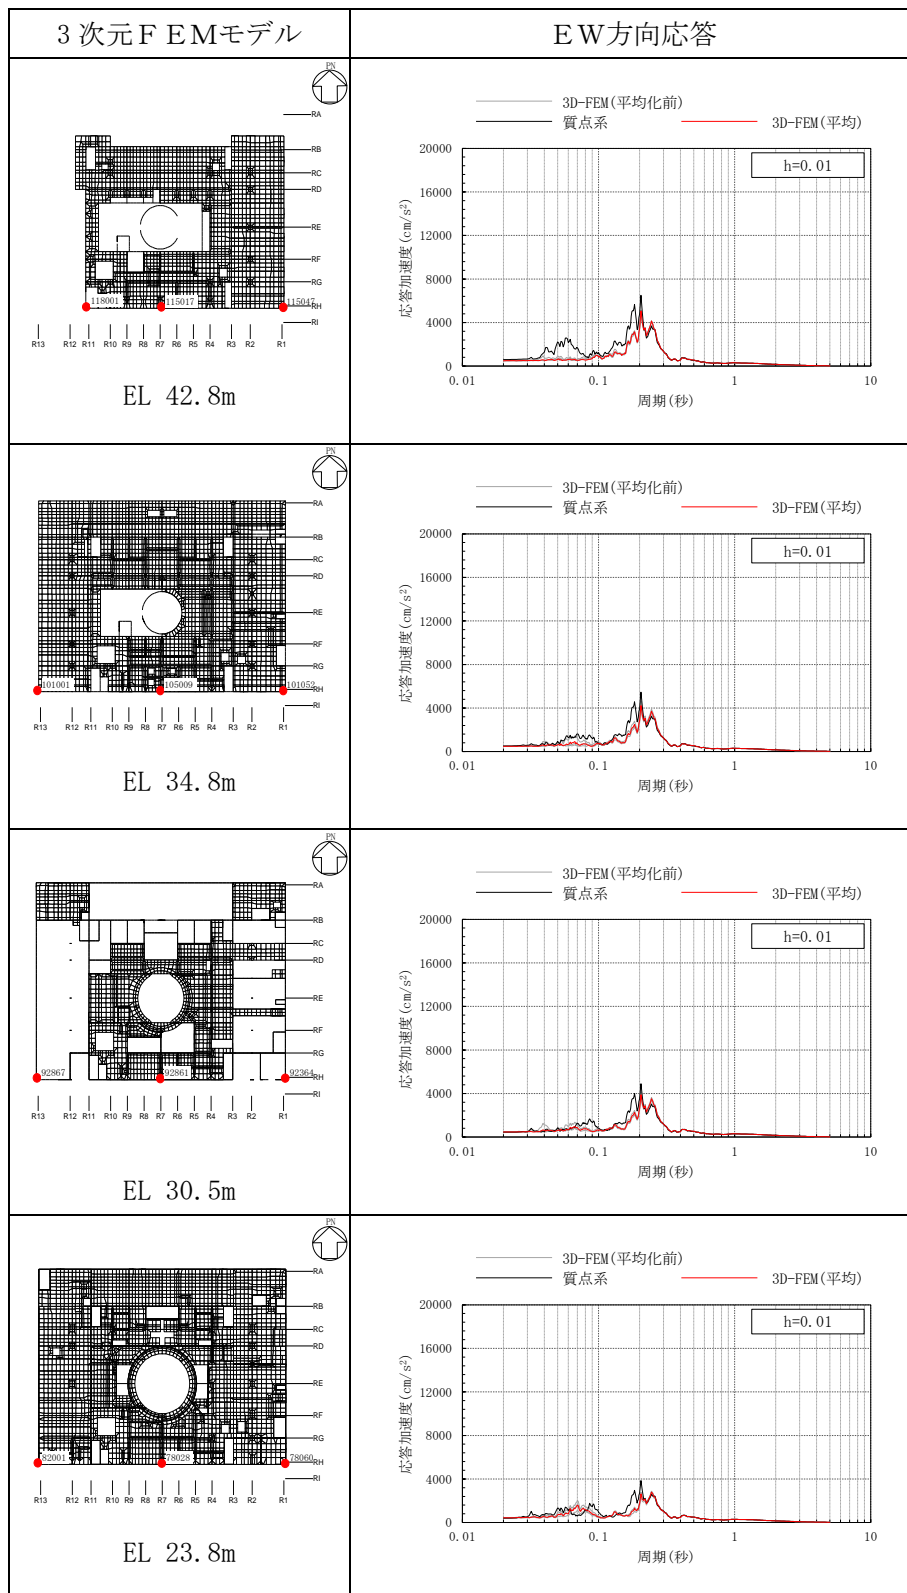 3次元ＦＥＭモデル
ＥＷ方向応答
PN
RA
RB
RC
RD
RE
RF
RG
RH
RI
118001
115017
115047
R13 R12 R11 R10 R9 R8 R7 R6 R5 R4 R3 R2 R1
EL 42.8m
3D-FEM(平均化前)
質点系
3D-FEM(平均)
h=0.01
20000
16000
12000
8000
4000
0
応答加速度(cm/s²)
0.01 0.1 1 10
周期(秒)
PN
RA
RB
RC
RD
RE
RF
RG
RH
RI
101001
105009
101052
R13 R12 R11 R10 R9 R8 R7 R6 R5 R4 R3 R2 R1
EL 34.8m
3D-FEM(平均化前)
質点系
3D-FEM(平均)
h=0.01
20000
16000
12000
8000
4000
0
応答加速度(cm/s²)
0.01 0.1 1 10
周期(秒)
PN
RA
RB
RC
RD
RE
RF
RG
RH
RI
92867
92861
92364
R13 R12 R11 R10 R9 R8 R7 R6 R5 R4 R3 R2 R1
EL 30.5m
3D-FEM(平均化前)
質点系
3D-FEM(平均)
h=0.01
20000
16000
12000
8000
4000
0
応答加速度(cm/s²)
0.01 0.1 1 10
周期(秒)
PN
RA
RB
RC
RD
RE
RF
RG
RH
RI
82001
78028
78060
R13 R12 R11 R10 R9 R8 R7 R6 R5 R4 R3 R2 R1
EL 23.8m
3D-FEM(平均化前)
質点系
3D-FEM(平均)
h=0.01
20000
16000
12000
8000
4000
0
応答加速度(cm/s²)
0.01 0.1 1 10
周期(秒)